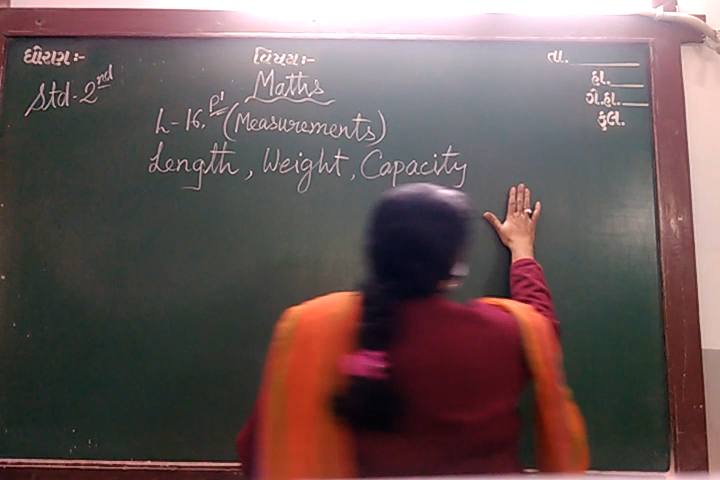 ધોરણ:-
વિષય:-
તા.
Std-2nd
Maths
હા.
ગે.હા.
L-16. P1 (Measurements)
કુલ.
Length, Weight, Capacity